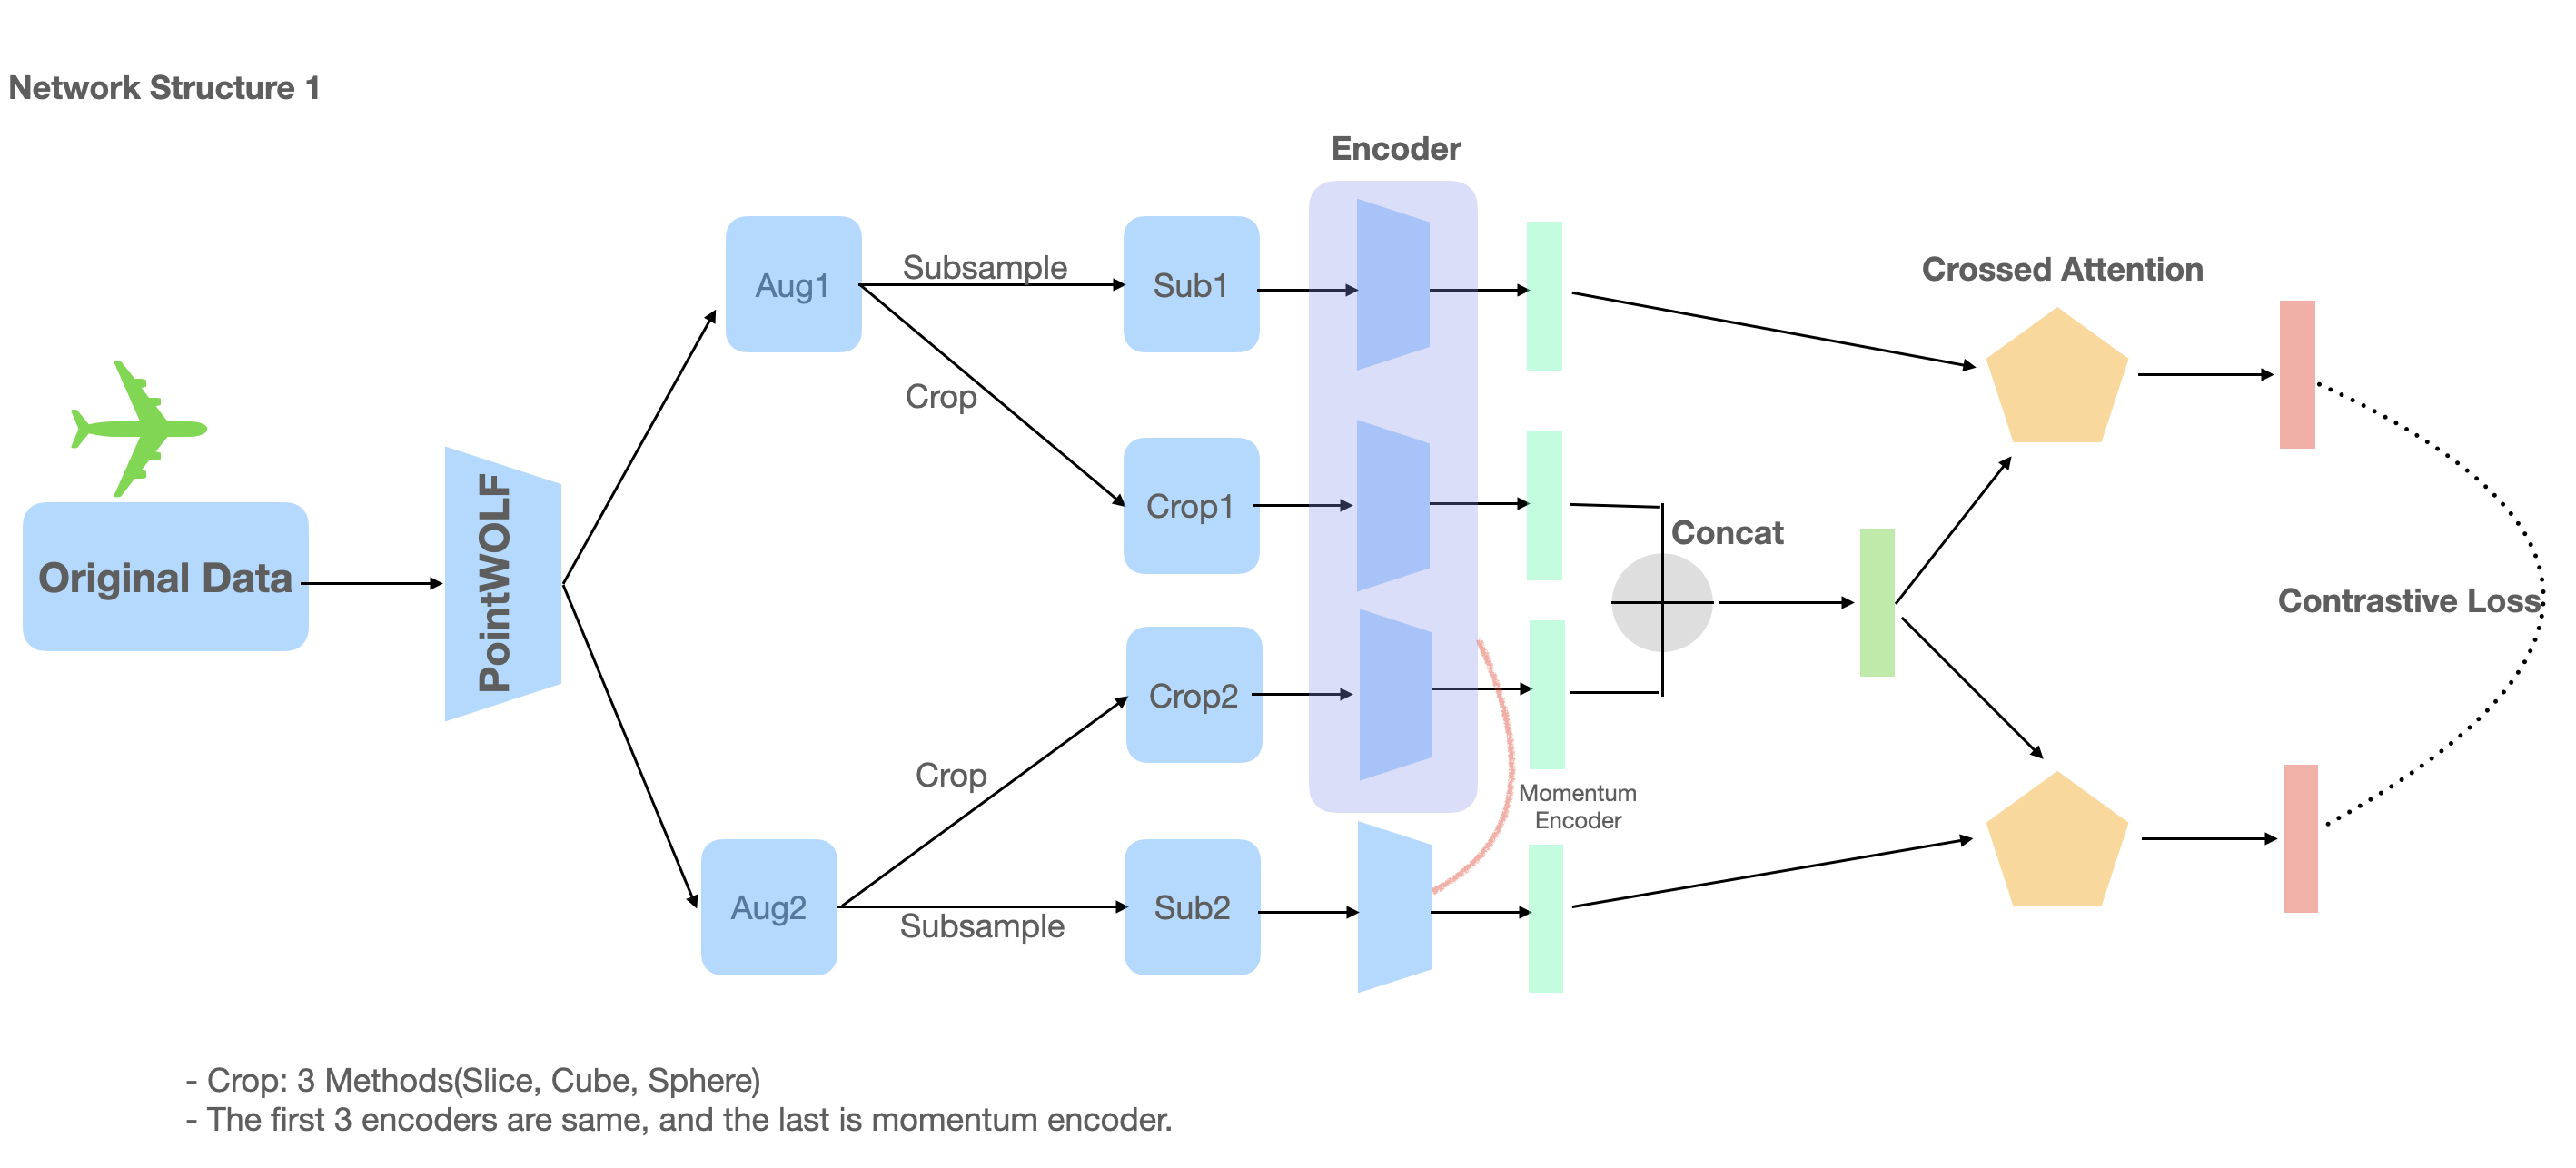 Network Structure 1
Encoder
Aug1
Subsample
Sub1
Crossed Attention
Crop
Crop1
Concat
Original Data
PointWOLF
Contrastive Loss
Crop2
Crop
Momentum
Encoder
Aug2
Subsample
Sub2
- Crop: 3 Methods(Slice, Cube, Sphere)
- The first 3 encoders are same, and the last is momentum encoder.